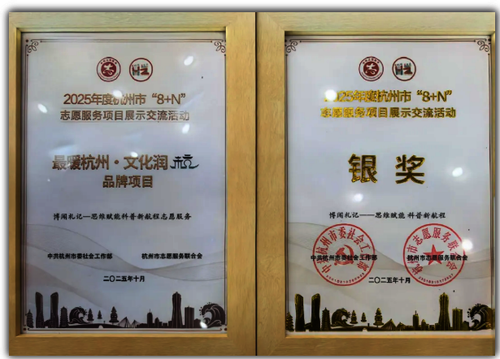 2025年度杭州市“8+N”
志愿服务项目展示交流活动
最暖杭州·文化润杭
品牌项目
博闻札记——思维赋能科普新航程志愿服务
中共杭州市委社会工作部
杭州市志愿服务联合会
二〇二五年十月
2025年度杭州市“8+N”
志愿服务项目展示交流活动
银奖
博闻札记——思维赋能 科普新航程
中共杭州市委社会工作部
杭州市志愿服务联合会
二〇二五年十月